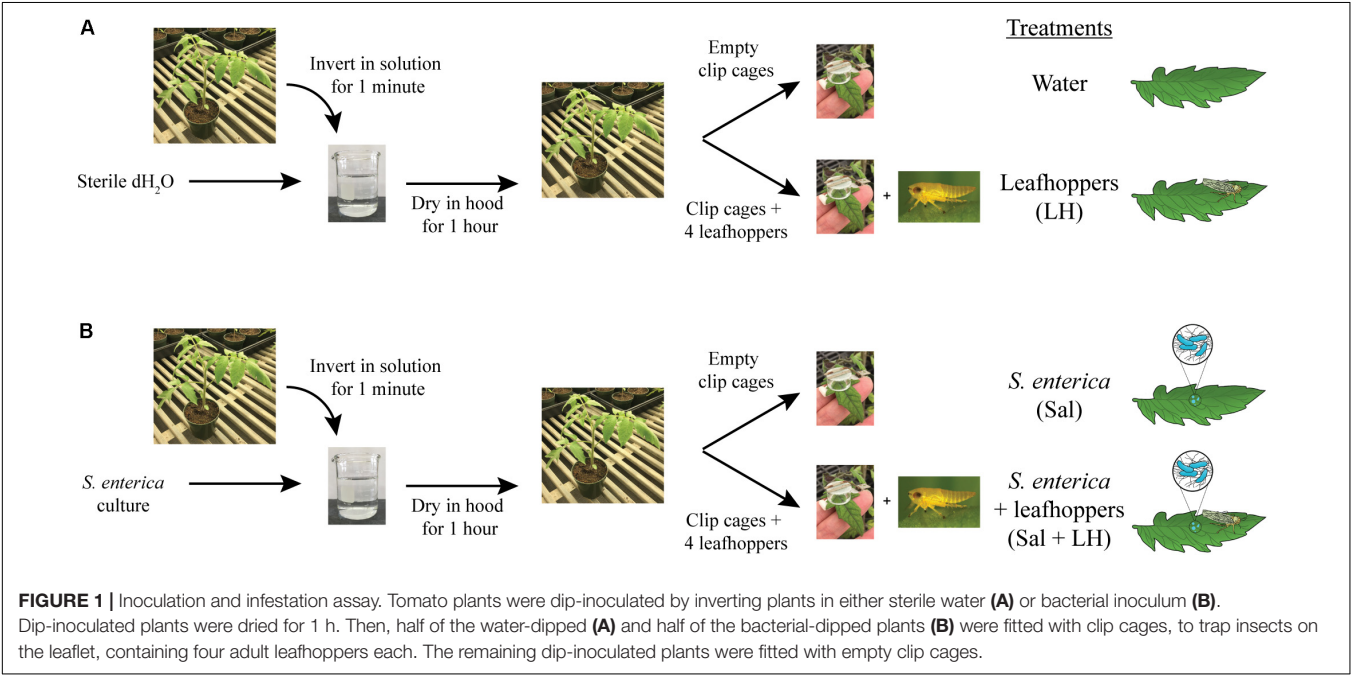 A
Treatments
Invert in solution
for 1 minute
Sterile dH₂O
Dry in hood
for 1 hour
Empty
clip cages
Water
Clip cages +
4 leafhoppers
+
Leafhoppers
(LH)
B
Invert in solution
for 1 minute
S. enterica
culture
Dry in hood
for 1 hour
Empty
clip cages
S. enterica
(Sal)
Clip cages +
4 leafhoppers
+
S. enterica
+ leafhoppers
(Sal + LH)
FIGURE 1 | Inoculation and infestation assay. Tomato plants were dip-inoculated by inverting plants in either sterile water (A) or bacterial inoculum (B).
Dip-inoculated plants were dried for 1 h. Then, half of the water-dipped (A) and half of the bacterial-dipped plants (B) were fitted with clip cages, to trap insects on
the leaflet, containing four adult leafhoppers each. The remaining dip-inoculated plants were fitted with empty clip cages.